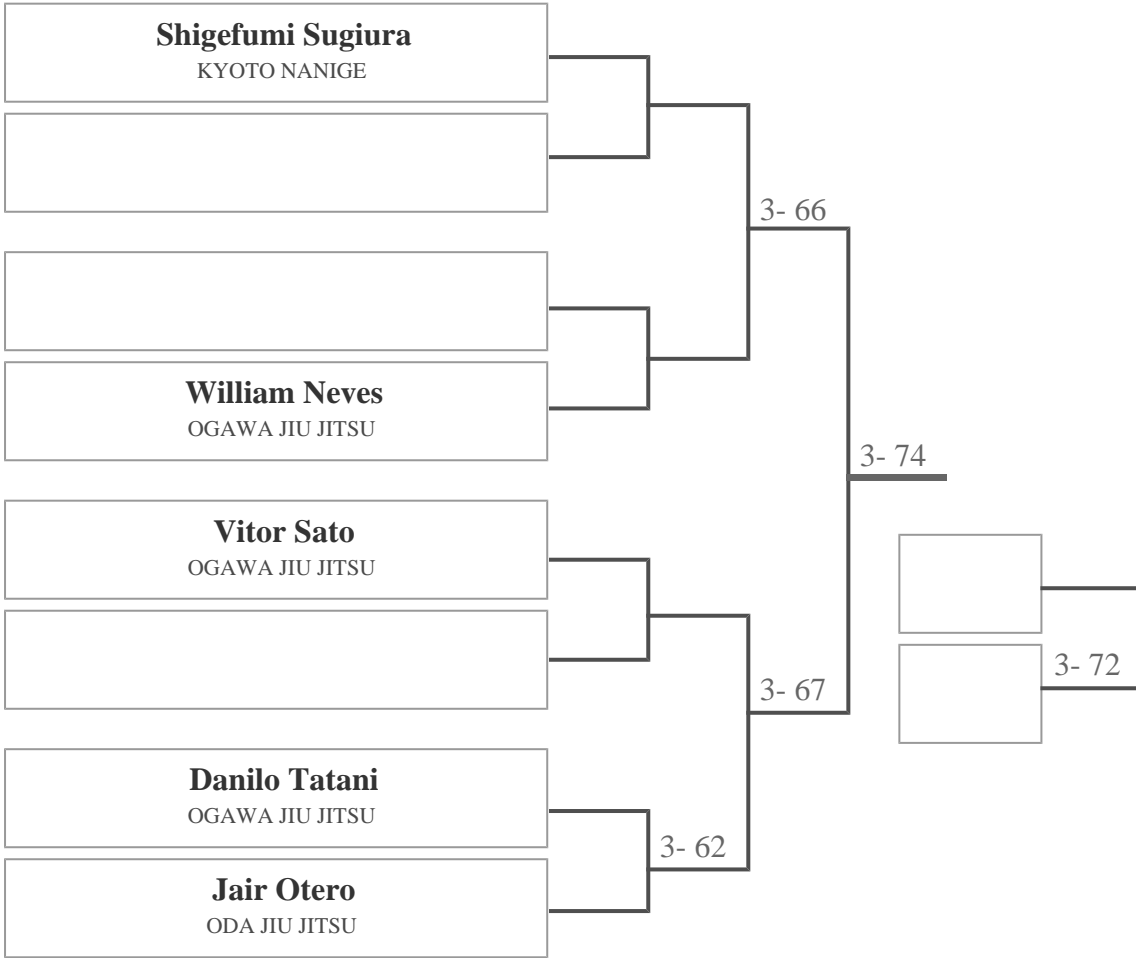 Shigefumi Sugiura
KYOTO NANIGE
3- 66
William Neves
OGAWA JIU JITSU
3- 74
Vitor Sato
OGAWA JIU JITSU
3- 72
3- 67
Danilo Tatani
OGAWA JIU JITSU
3- 62
Jair Otero
ODA JIU JITSU